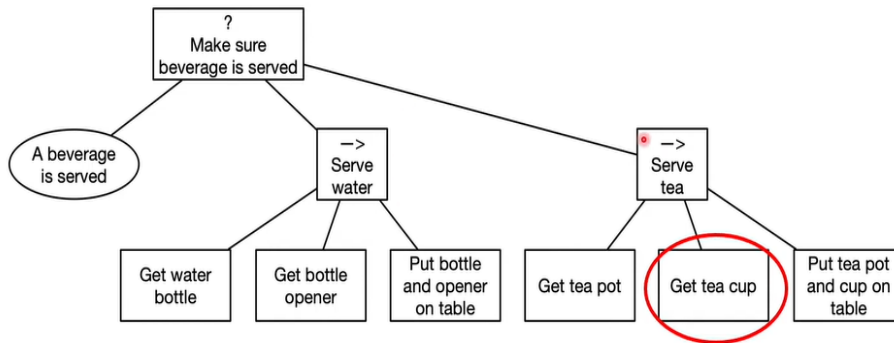 ?
Make sure
beverage is served
A beverage
is served
—>
Serve
water
—>
Serve
tea
Get water
bottle
Get bottle
opener
Put bottle
and opener
on table
Get tea pot
Get tea cup
Put tea pot
and cup on
table